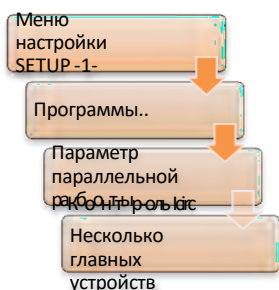 Меню
настройки
SETUP -1-
Программы..
Параметр
параллельной
Несколько
главных
устройств